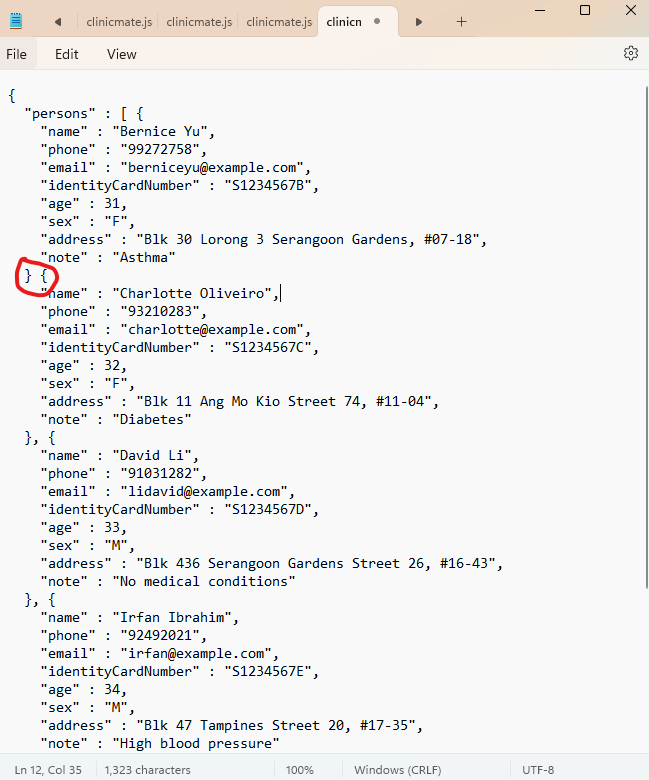 clinicmate.js
clinicmate.js
clinicmate.js
clinicn
File
Edit
View
{
  "persons" : [ {
    "name" : "Bernice Yu",
    "phone" : "99272758",
    "email" : "berniceyu@example.com",
    "identityCardNumber" : "S1234567B",
    "age" : 31,
    "sex" : "F",
    "address" : "Blk 30 Lorong 3 Serangoon Gardens, #07-18",
    "note" : "Asthma"
  } {
    "name" : "Charlotte Oliveiro",
    "phone" : "93210283",
    "email" : "charlotte@example.com",
    "identityCardNumber" : "S1234567C",
    "age" : 32,
    "sex" : "F",
    "address" : "Blk 11 Ang Mo Kio Street 74, #11-04",
    "note" : "Diabetes"
  }, {
    "name" : "David Li",
    "phone" : "91031282",
    "email" : "lidavid@example.com",
    "identityCardNumber" : "S1234567D",
    "age" : 33,
    "sex" : "M",
    "address" : "Blk 436 Serangoon Gardens Street 26, #16-43",
    "note" : "No medical conditions"
  }, {
    "name" : "Irfan Ibrahim",
    "phone" : "92492021",
    "email" : "irfan@example.com",
    "identityCardNumber" : "S1234567E",
    "age" : 34,
    "sex" : "M",
    "address" : "Blk 47 Tampines Street 20, #17-35",
    "note" : "High blood pressure"
Ln 12, Col 35
1,323 characters
100%
Windows (CRLF)
UTF-8